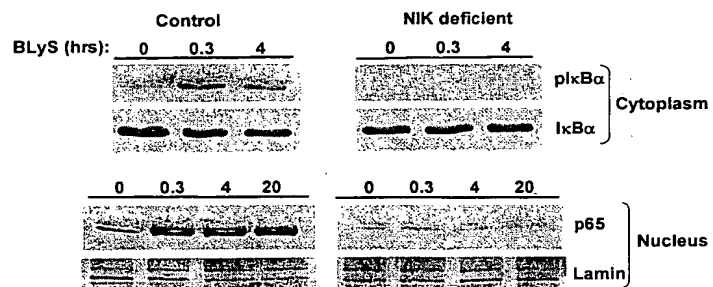 Control NIK deficient
BLyS (hrs): 0 0.3 4 0 0.3 4
pIκBα
Cytoplasm
IκBα
0 0.3 4 20 0 0.3 4 20
p65
Nucleus
Lamin